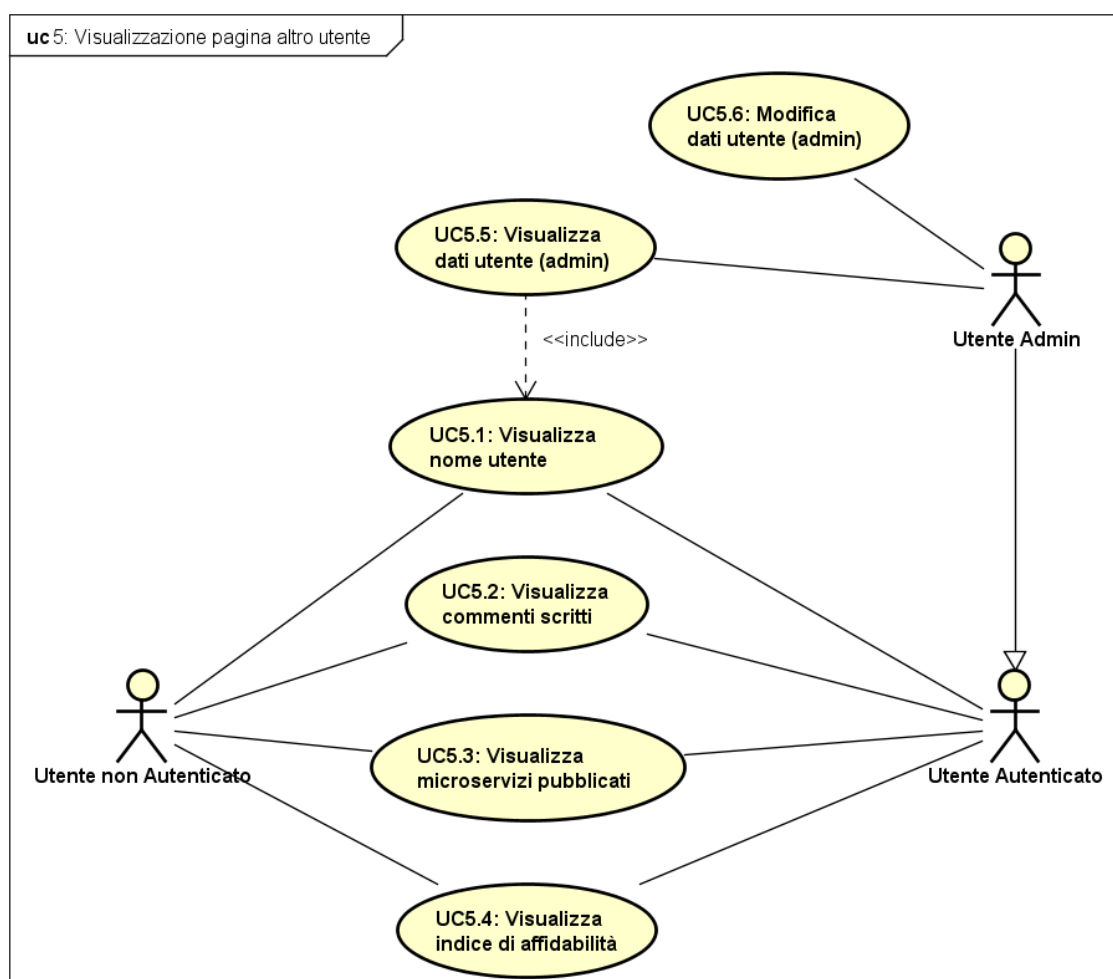 uc 5: Visualizzazione pagina altro utente
UC5.6: Modifica
dati utente (admin)
UC5.5: Visualizza
dati utente (admin)
Utente Admin
<<include>>
UC5.1: Visualizza
nome utente
UC5.2: Visualizza
commenti scritti
UC5.3: Visualizza
microservizi pubblicati
Utente non Autenticato
Utente Autenticato
UC5.4: Visualizza
indice di affidabilità